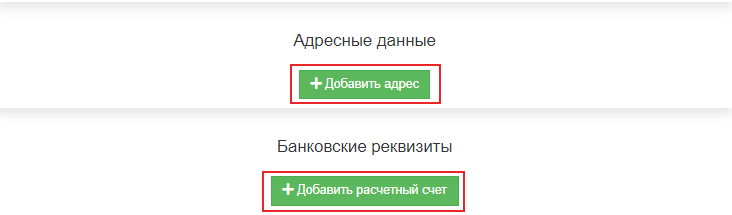 Адресные данные
Добавить адрес
Банковские реквизиты
Добавить расчетный счет